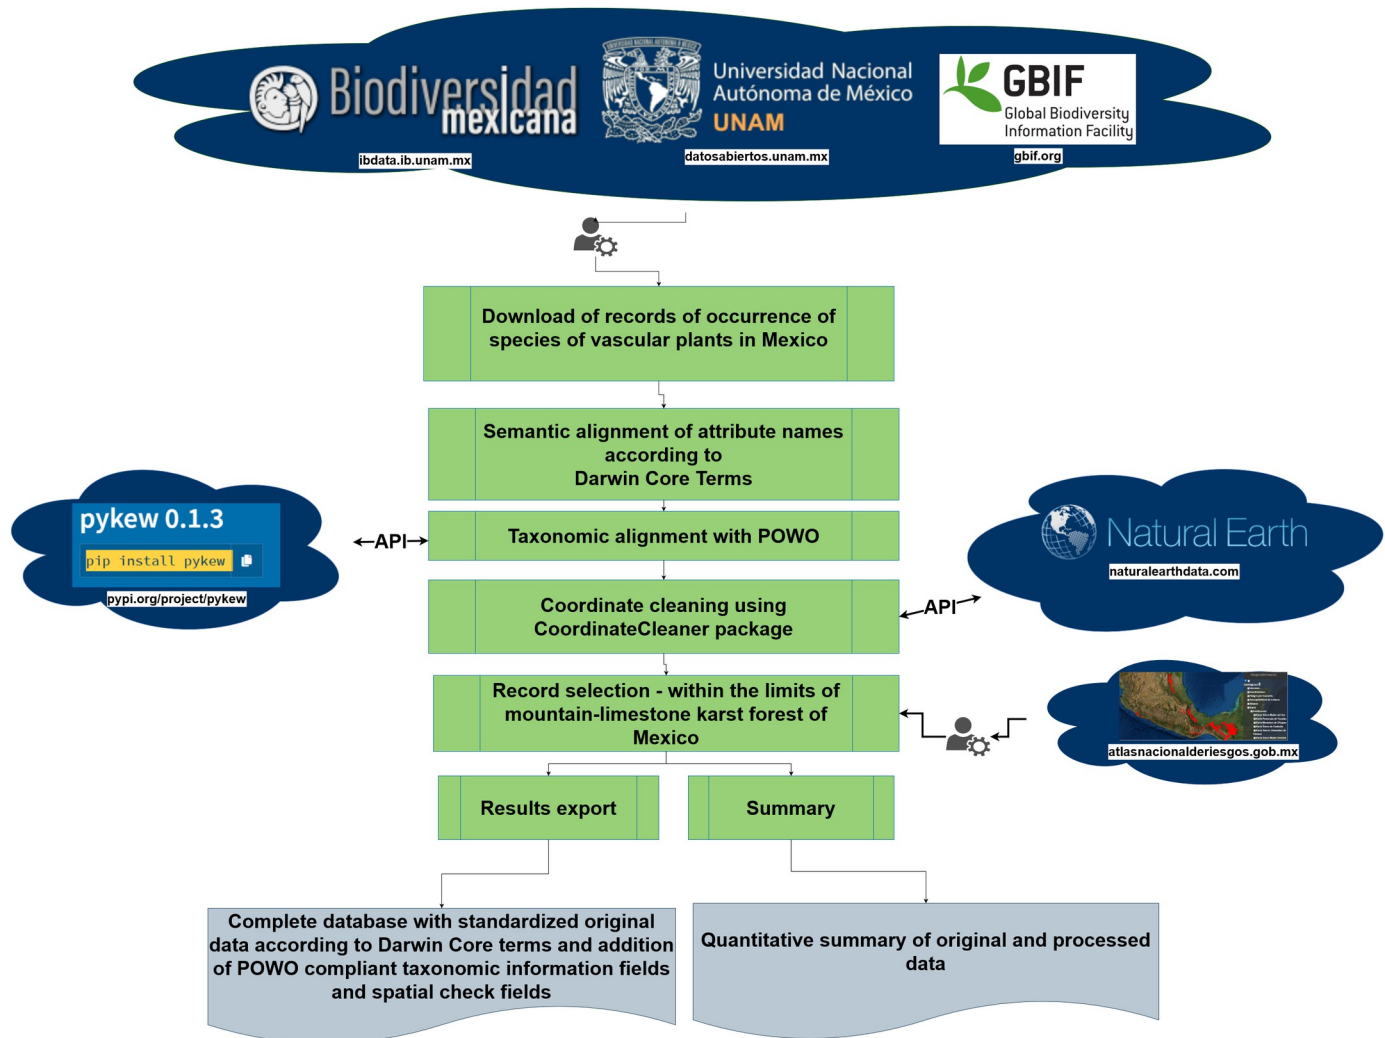 Biodiversidad
mexicana
ibdata.ib.unam.mx
Universidad Nacional
Autónoma de México
UNAM
datosabiertos.unam.mx
GBIF
Global Biodiversity
Information Facility
gbif.org
Download of records of occurrence of
species of vascular plants in Mexico
Semantic alignment of attribute names
according to
Darwin Core Terms
pykew 0.1.3
pip install pykew
pypi.org/project/pykew
API
Taxonomic alignment with POWO
Coordinate cleaning using
CoordinateCleaner package
API
Natural Earth
naturalearthdata.com
Record selection - within the limits of
mountain-limestone karst forest of
Mexico
atlasnacionalderiesgos.gob.mx
Results export
Summary
Complete database with standardized original
data according to Darwin Core terms and addition
of POWO compliant taxonomic information fields
and spatial check fields
Quantitative summary of original and processed
data